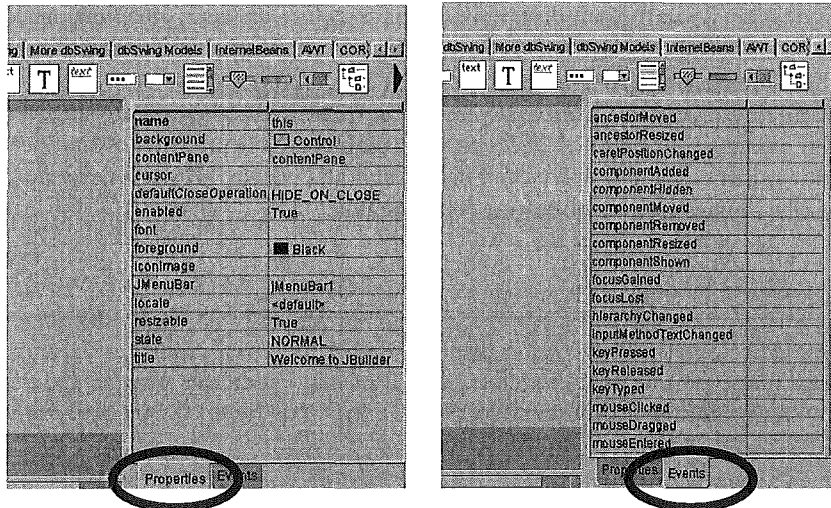 More dbSwing dbSwing Models InternetBeans AWT COR
T text
name this
background Control
contentPane contentPane
cursor
defaultCloseOperation HIDE_ON_CLOSE
enabled True
font
foreground Black
iconImage
JMenuBar jMenuBar1
locale <default>
resizable True
state NORMAL
title Welcome to JBuilder
Properties Events
dbSwing More dbSwing dbSwing Models InternetBeans AWT COR
text T text
ancestorMoved
ancestorResized
caretPositionChanged
componentAdded
componentHidden
componentMoved
componentRemoved
componentResized
componentShown
focusGained
focusLost
hierarchyChanged
inputMethodTextChanged
keyPressed
keyReleased
keyTyped
mouseClicked
mouseDragged
mouseEntered
Properties Events